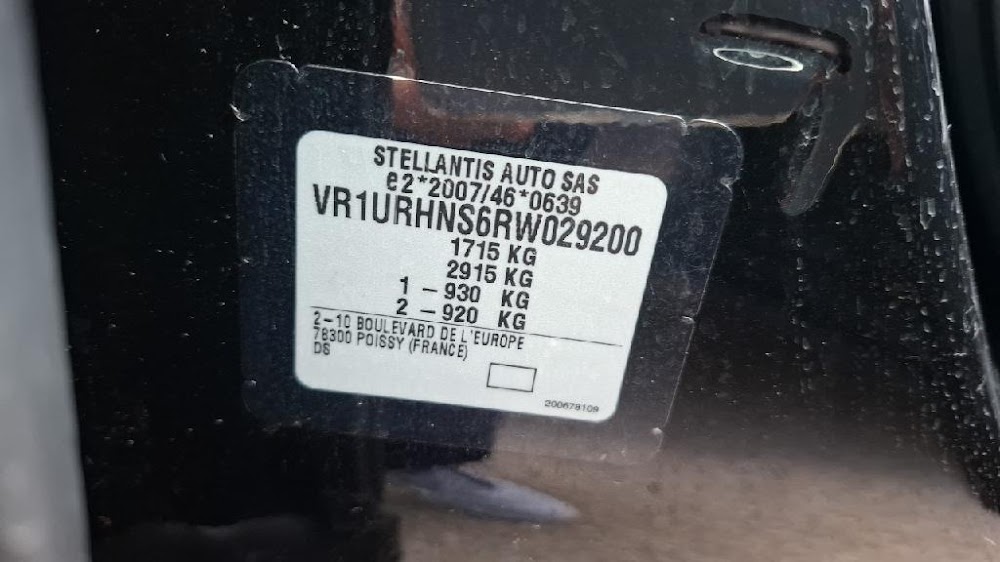 STELLANTIS AUTO SAS
e2*2007/46*0639
VR1URHNS6RW029200
1715 KG
2915 KG
1 - 930 KG
2 - 920 KG
2-10 BOULEVARD DE L'EUROPE
78300 POISSY (FRANCE)
DS
200678109